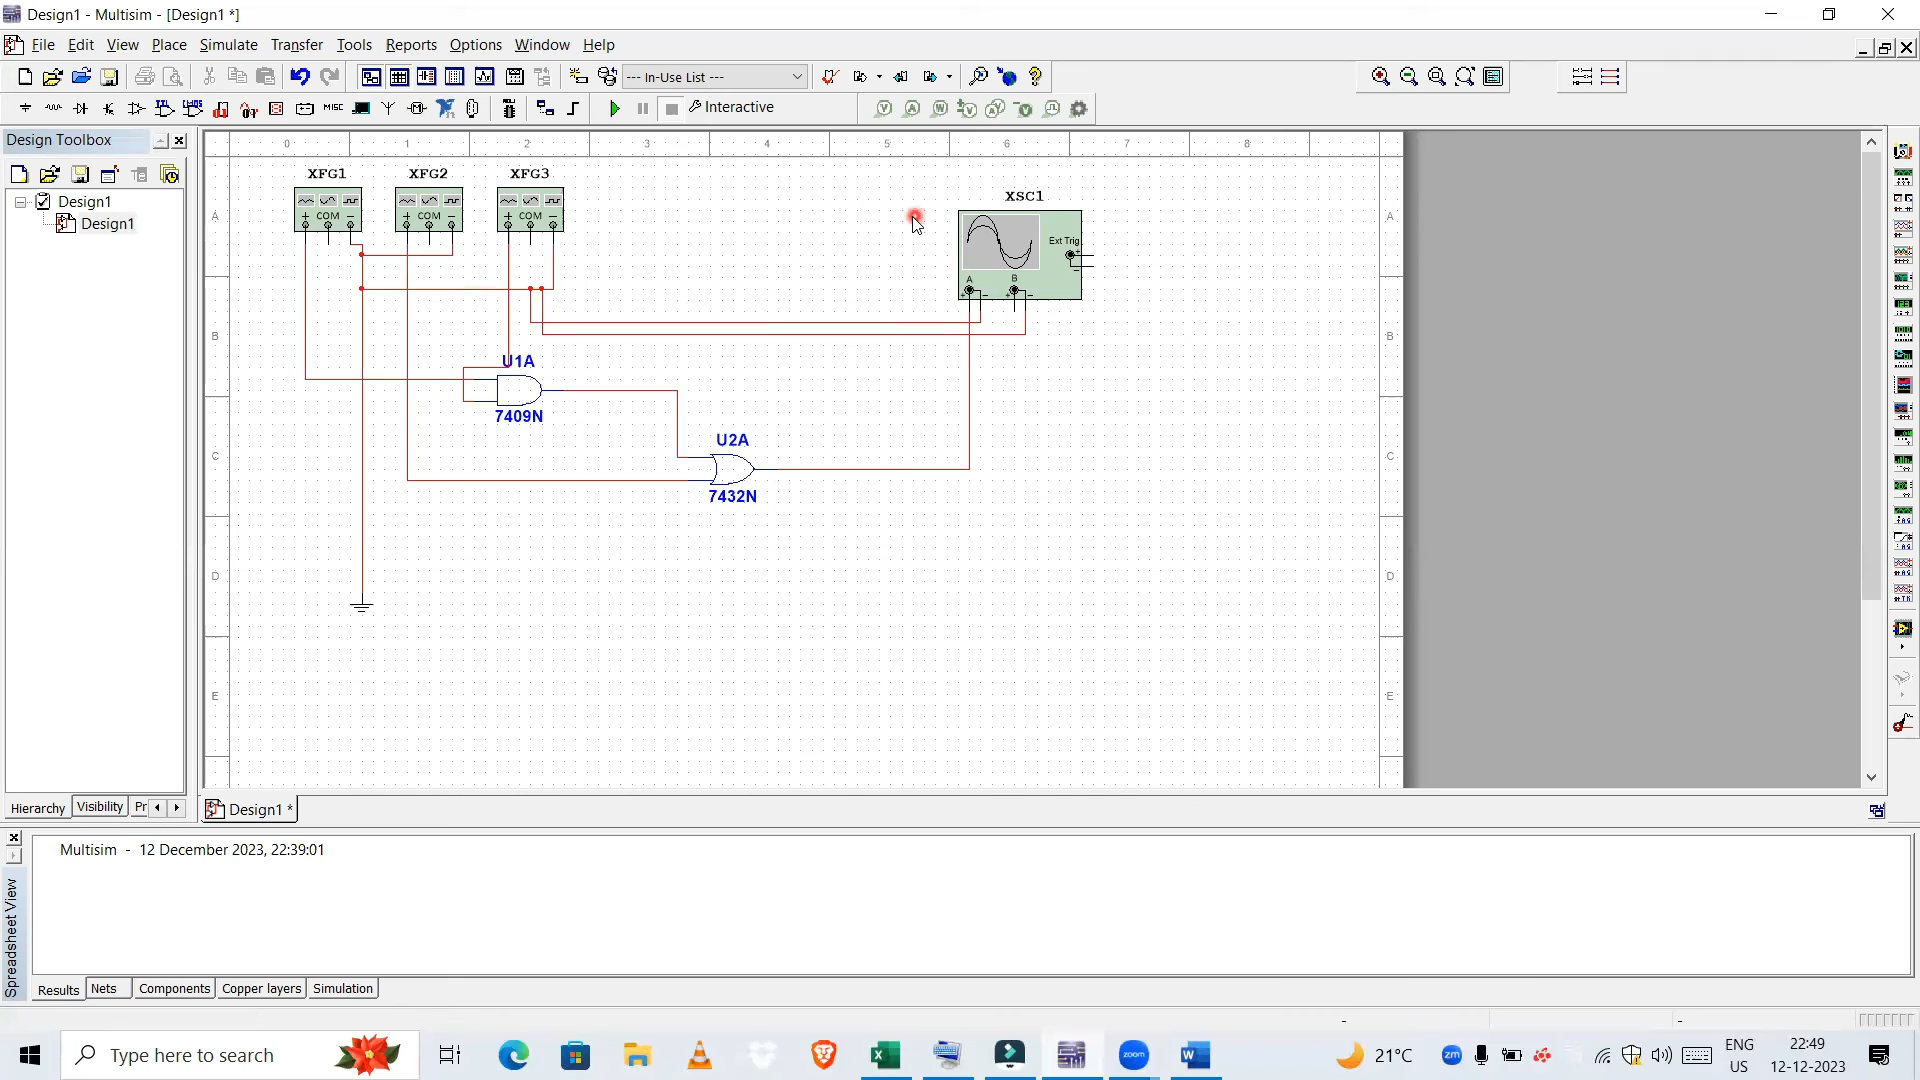 Design1 - Multisim - [Design1 *]
File Edit View Place Simulate Transfer Tools Reports Options Window Help
--- In-Use List ---
MISC
Interactive
Design Toolbox
Design1
Design1
0 1 2 3 4 5 6 7 8
XFG1 XFG2 XFG3
COM COM COM
XSC1
Ext Trig
A B
A A
B B
C C
D D
E E
U1A
7409N
U2A
7432N
Hierarchy Visibility Pr
Design1 *
Multisim - 12 December 2023, 22:39:01
Spreadsheet View
Results Nets Components Copper layers Simulation
Type here to search
zoom
21°C
zm
ENG
US
22:49
12-12-2023